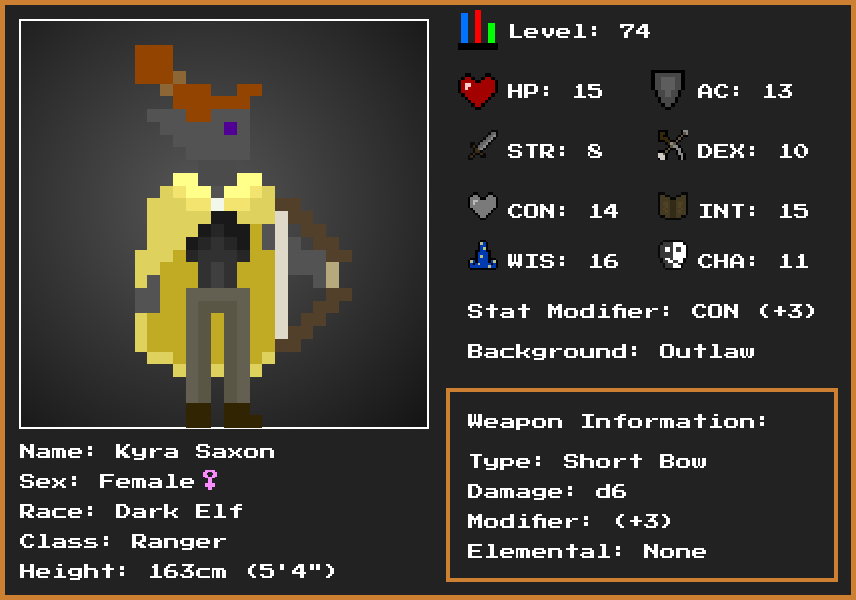 Level: 74
HP: 15
AC: 13
STR: 8
DEX: 10
CON: 14
INT: 15
WIS: 16
CHA: 11
Stat Modifier: CON (+3)
Background: Outlaw
Weapon Information:
Type: Short Bow
Damage: d6
Modifier: (+3)
Elemental: None
Name: Kyra Saxon
Sex: Female♀
Race: Dark Elf
Class: Ranger
Height: 163cm (5'4")